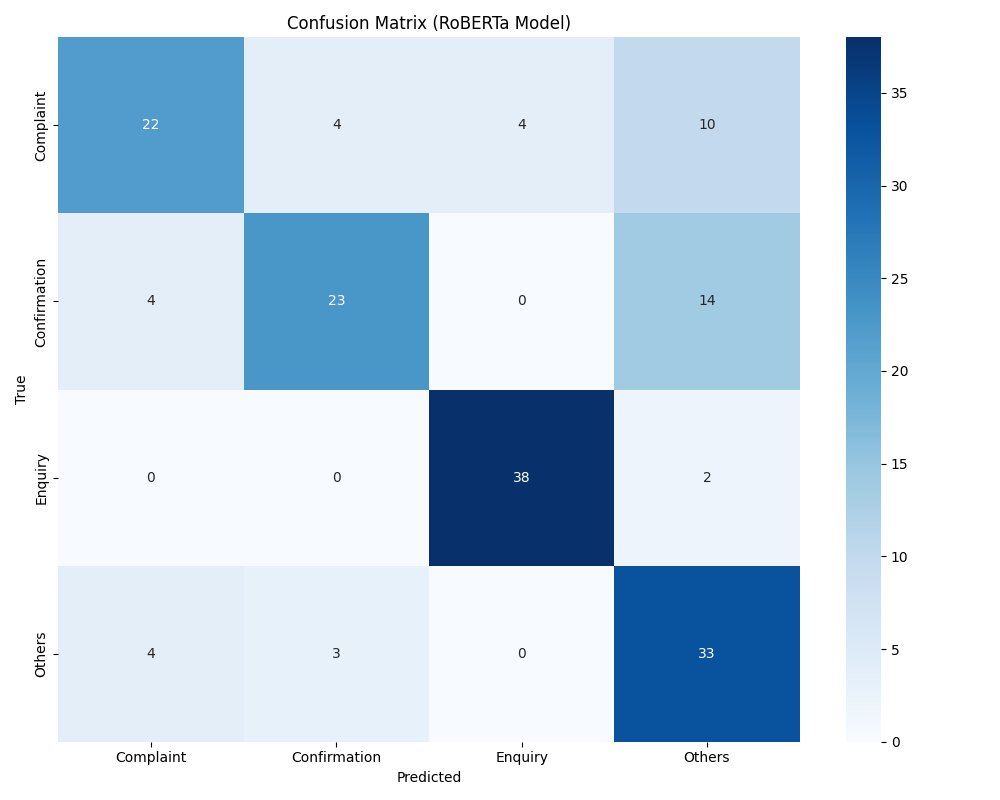 Confusion Matrix (RoBERTa Model)
Complaint 22 4 4 10
Confirmation 4 23 0 14
Enquiry 0 0 38 2
Others 4 3 0 33
True
Complaint Confirmation Enquiry Others
Predicted
35
30
25
20
15
10
5
0